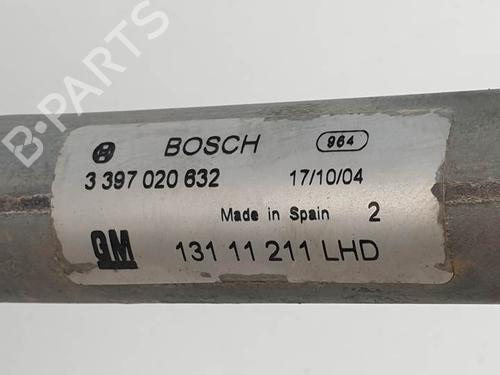 B-PARTS
BOSCH 964
3 397 020 632 17/10/04
Made in Spain 2
GM 131 11 211 LHD